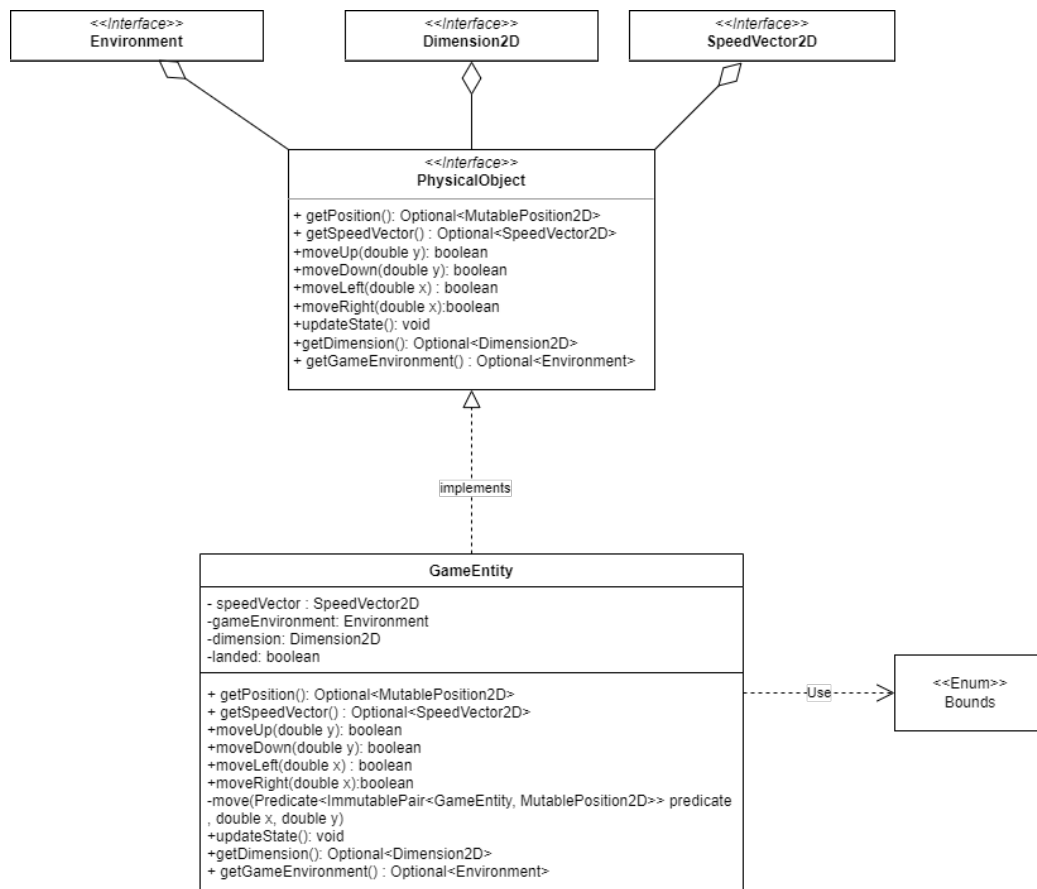 <<Interface>>
Environment
<<Interface>>
Dimension2D
<<Interface>>
SpeedVector2D
<<Interface>>
PhysicalObject
+ getPosition(): Optional<MutablePosition2D>
+ getSpeedVector() : Optional<SpeedVector2D>
+moveUp(double y): boolean
+moveDown(double y): boolean
+moveLeft(double x) : boolean
+moveRight(double x):boolean
+updateState(): void
+getDimension(): Optional<Dimension2D>
+ getGameEnvironment() : Optional<Environment>
implements
GameEntity
- speedVector : SpeedVector2D
-gameEnvironment: Environment
-dimension: Dimension2D
-landed: boolean
+ getPosition(): Optional<MutablePosition2D>
+ getSpeedVector() : Optional<SpeedVector2D>
+moveUp(double y): boolean
+moveDown(double y): boolean
+moveLeft(double x) : boolean
+moveRight(double x):boolean
-move(Predicate<ImmutablePair<GameEntity, MutablePosition2D>> predicate
, double x, double y)
+updateState(): void
+getDimension(): Optional<Dimension2D>
+ getGameEnvironment() : Optional<Environment>
Use
<<Enum>>
Bounds